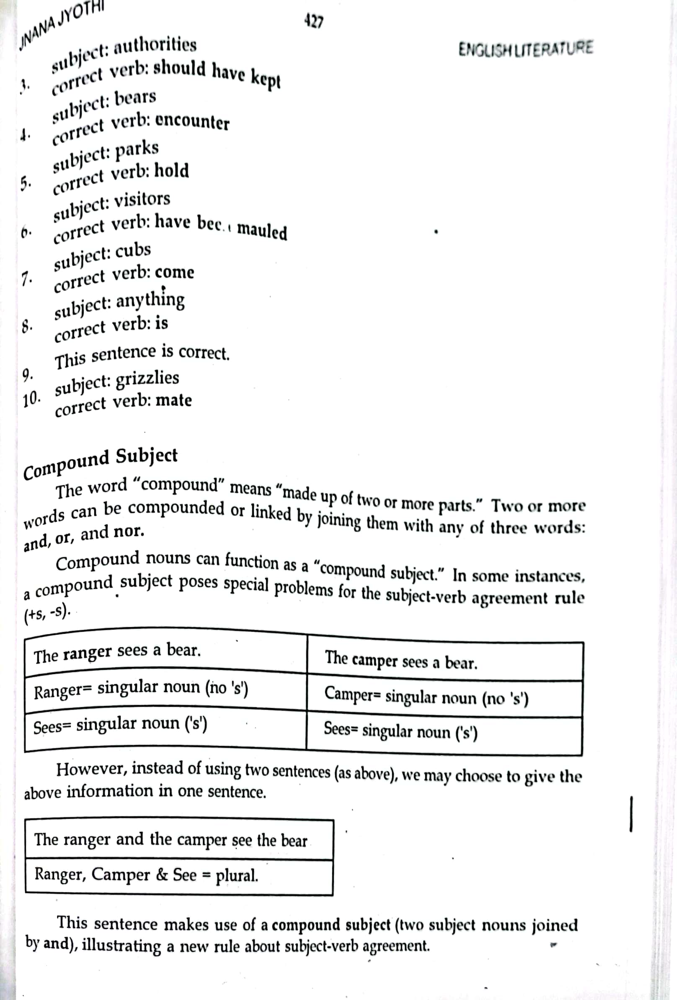 JNANA JYOTHI
427
ENGLISH LITERATURE
3. subject: authorities
correct verb: should have kept
4. subject: bears
correct verb: encounter
5. subject: parks
correct verb: hold
6. subject: visitors
correct verb: have been mauled
7. subject: cubs
correct verb: come
8. subject: anything
correct verb: is
9. This sentence is correct.
10. subject: grizzlies
correct verb: mate
Compound Subject
The word “compound” means “made up of two or more parts.” Two or more
words can be compounded or linked by joining them with any of three words:
and, or, and nor.
Compound nouns can function as a “compound subject.” In some instances,
a compound subject poses special problems for the subject-verb agreement rule
(+s, -s).
The ranger sees a bear. The camper sees a bear.
Ranger= singular noun (no 's') Camper= singular noun (no 's')
Sees= singular noun ('s') Sees= singular noun ('s')
However, instead of using two sentences (as above), we may choose to give the
above information in one sentence.
The ranger and the camper see the bear
Ranger, Camper & See = plural.
This sentence makes use of a compound subject (two subject nouns joined
by and), illustrating a new rule about subject-verb agreement.